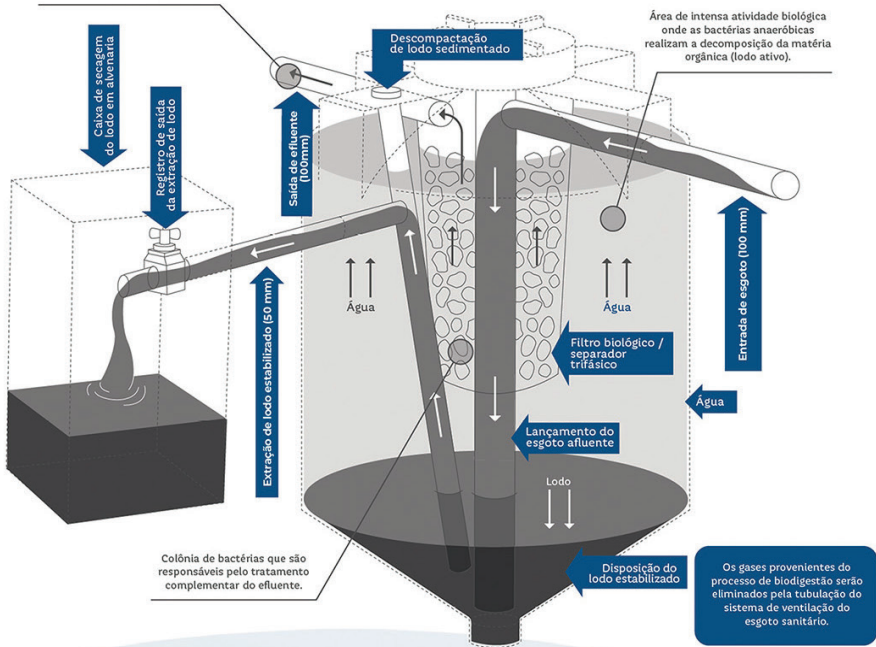 Descompactação
de lodo sedimentado
Área de intensa atividade biológica
onde as bactérias anaeróbicas
realizam a decomposição da matéria
orgânica (lodo ativo).
Caixa de secagem
do lodo em alvenaria
Registro de saída
da extração de lodo
Saída de efluente
(100mm)
Extração de lodo estabilizado (50 mm)
Água
Água
Entrada de esgoto (100 mm)
Filtro biológico /
separador
trifásico
Água
Lançamento do
esgoto afluente
Lodo
Colônia de bactérias que são
responsáveis pelo tratamento
complementar do efluente.
Disposição do
lodo estabilizado
Os gases provenientes do
processo de biodigestão serão
eliminados pela tubulação do
sistema de ventilação do
esgoto sanitário.